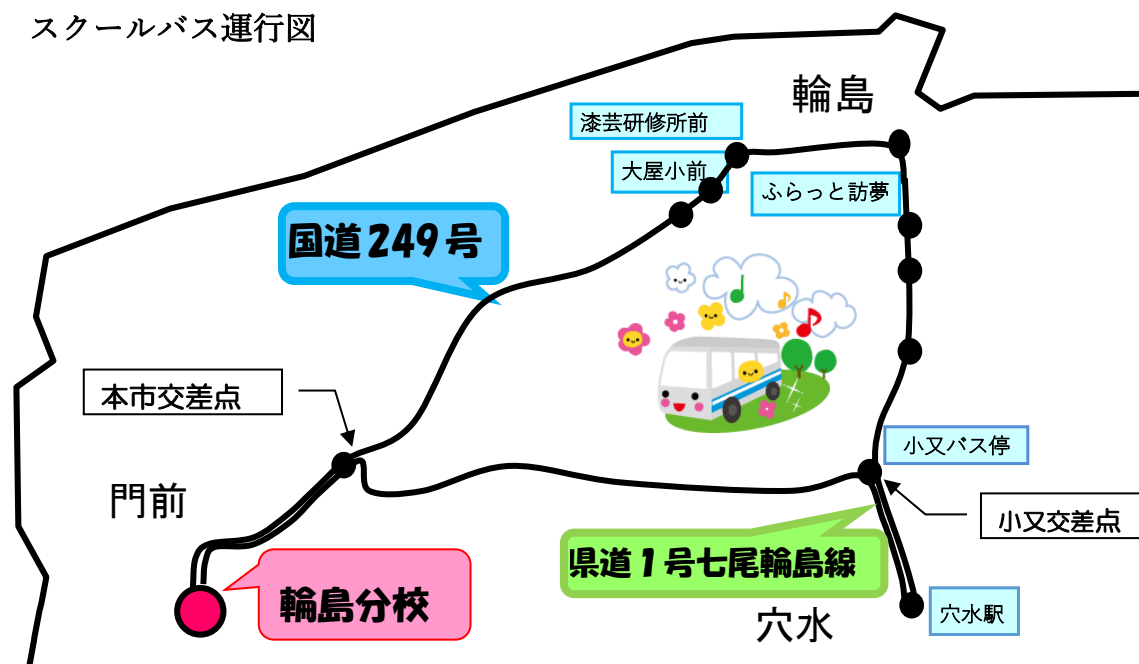 スクールバス運行図
輪島
漆芸研修所前
大屋小前
ふらっと訪夢
国道249号
本市交差点
小又バス停
門前
小又交差点
県道1号七尾輪島線
輪島分校
穴水駅
穴水